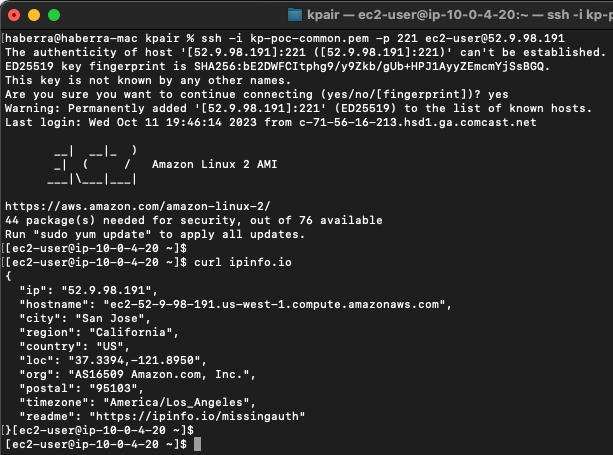 kpair — ec2-user@ip-10-0-4-20:~ — ssh -i kp-p
[haberra@haberra-mac kpair % ssh -i kp-poc-common.pem -p 221 ec2-user@52.9.98.191
The authenticity of host '[52.9.98.191]:221 ([52.9.98.191]:221)' can't be established.
ED25519 key fingerprint is SHA256:bE2DWFCItphg9/y9Zkb/gUb+HPJ1AyyZEmcmYjSsBGQ.
This key is not known by any other names.
Are you sure you want to continue connecting (yes/no/[fingerprint])? yes
Warning: Permanently added '[52.9.98.191]:221' (ED25519) to the list of known hosts.
Last login: Wed Oct 11 19:46:14 2023 from c-71-56-16-213.hsd1.ga.comcast.net
       __|  __|_  )
       _|  (     /   Amazon Linux 2 AMI
      ___|\___|___|
https://aws.amazon.com/amazon-linux-2/
44 package(s) needed for security, out of 76 available
Run "sudo yum update" to apply all updates.
[[ec2-user@ip-10-0-4-20 ~]$
[[ec2-user@ip-10-0-4-20 ~]$ curl ipinfo.io
{
  "ip": "52.9.98.191",
  "hostname": "ec2-52-9-98-191.us-west-1.compute.amazonaws.com",
  "city": "San Jose",
  "region": "California",
  "country": "US",
  "loc": "37.3394,-121.8950",
  "org": "AS16509 Amazon.com, Inc.",
  "postal": "95103",
  "timezone": "America/Los_Angeles",
  "readme": "https://ipinfo.io/missingauth"
}[ec2-user@ip-10-0-4-20 ~]$
[ec2-user@ip-10-0-4-20 ~]$